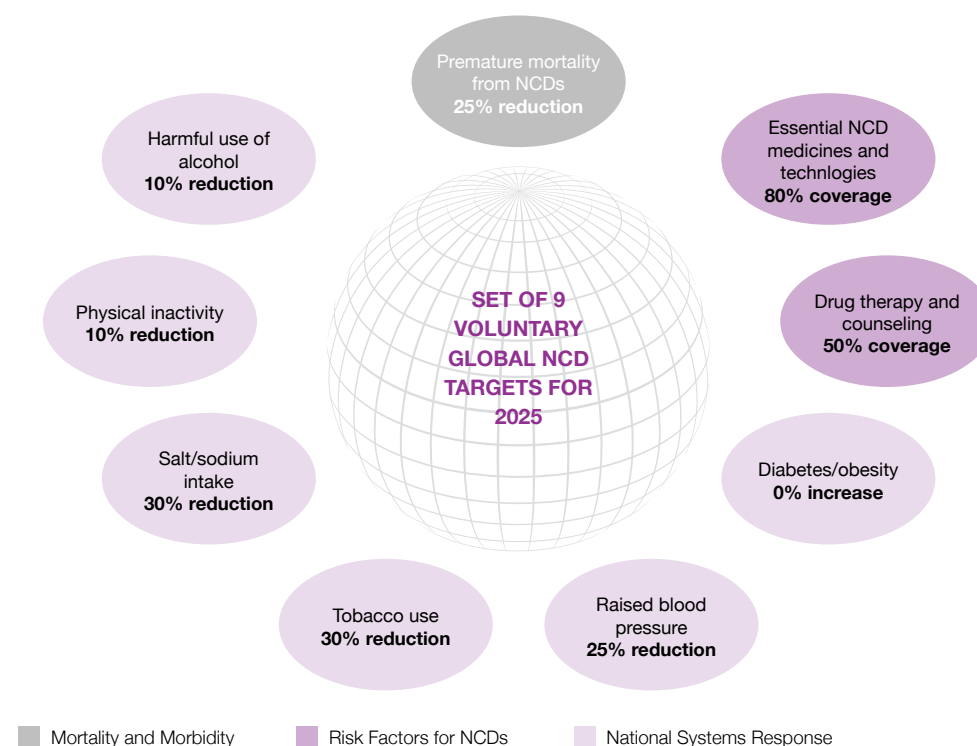 Premature mortality
from NCDs
25% reduction
Harmful use of
alcohol
10% reduction
Essential NCD
medicines and
technlogies
80% coverage
Physical inactivity
10% reduction
SET OF 9
VOLUNTARY
GLOBAL NCD
TARGETS FOR
2025
Drug therapy and
counseling
50% coverage
Salt/sodium
intake
30% reduction
Diabetes/obesity
0% increase
Tobacco use
30% reduction
Raised blood
pressure
25% reduction
Mortality and Morbidity
Risk Factors for NCDs
National Systems Response